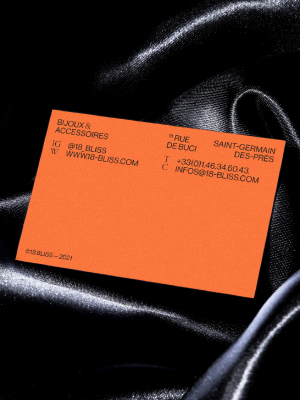 BIJOUX &
ACCESSOIRES
IG @18_BLISS
W WWW.18-BLISS.COM
18 RUE
DE BUCI
SAINT-GERMAIN
DES-PRÉS
T +33(0)1.46.34.60.43
C INFOS@18-BLISS.COM
©18 BLISS — 2021